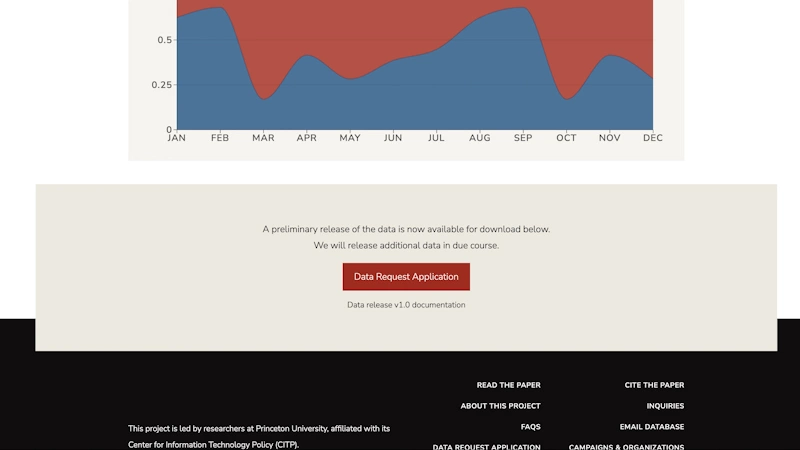 0.5
0.25
0
JAN FEB MAR APR MAY JUN JUL AUG SEP OCT NOV DEC
A preliminary release of the data is now available for download below.
We will release additional data in due course.
Data Request Application
Data release v1.0 documentation
READ THE PAPER
CITE THE PAPER
ABOUT THIS PROJECT
INQUIRIES
This project is led by researchers at Princeton University, affiliated with its
FAQS
EMAIL DATABASE
Center for Information Technology Policy (CITP).
DATA REQUEST APPLICATION
CAMPAIGNS & ORGANIZATIONS